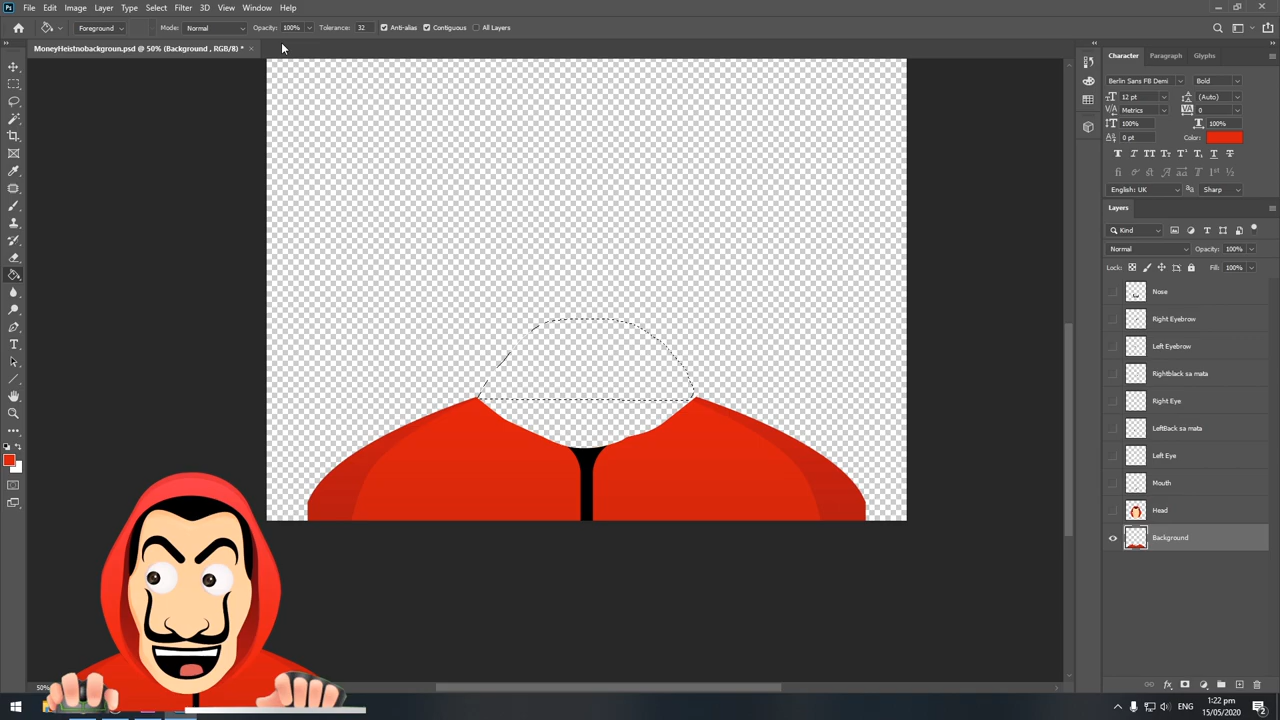 Ps File Edit Image Layer Type Select Filter 3D View Window Help
Foreground Mode: Normal Opacity: 100% Tolerance: 32 Anti-alias Contiguous All Layers
MoneyHeistnobackgroun.psd @ 50% (Background , RGB/8) *
Character Paragraph Glyphs
Berlin Sans FB Demi Bold
12 pt (Auto)
Metrics 0
100% 100%
0 pt Color:
English: UK Sharp
Layers
Kind
Normal Opacity: 100%
Lock: Fill: 100%
Nose
Right Eyebrow
Left Eyebrow
Rightblack sa mata
Right Eye
LeftBack sa mata
Left Eye
Mouth
Head
Background
50%
ENG
1:22 pm
15/05/2020